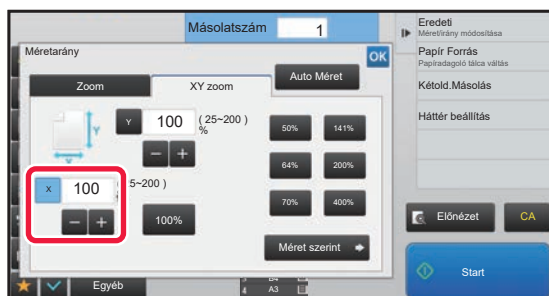 Másolatszám 1
Méretarány
OK
Zoom
XY zoom
Auto Méret
Y 100 ( 25~200 )
%
Y
X
X 100 5~200 )
100%
50% 141%
64% 200%
70% 400%
Méret szerint
Egyéb
4 A3
Eredeti
Méret/irány módosítása
Papír Forrás
Papíradagoló tálca váltás
Kétold.Másolás
Háttér beállítás
Előnézet
CA
Start